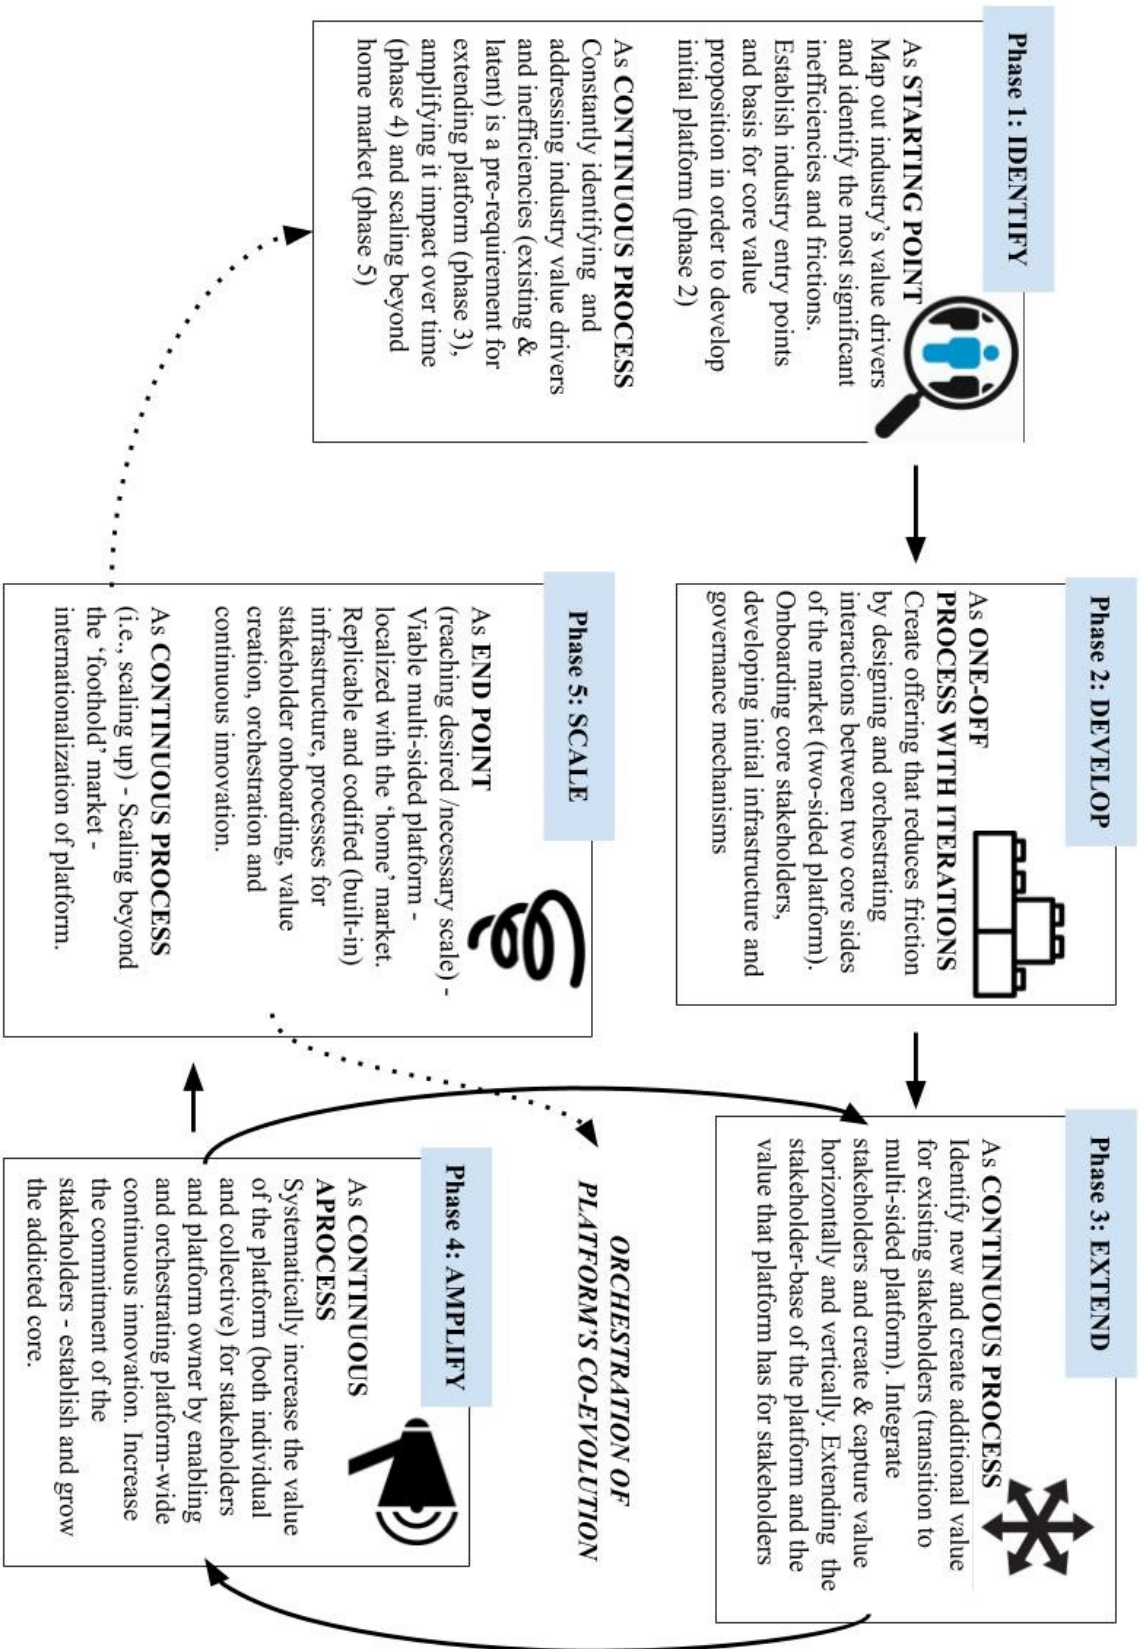 Phase 1: IDENTIFY
As STARTING POINT
Map out industry's value drivers
and identify the most significant
inefficiencies and frictions.
Establish industry entry points
and basis for core value
proposition in order to develop
initial platform (phase 2)
As CONTINUOUS PROCESS
Constantly identifying and
addressing industry value drivers
and inefficiencies (existing &
latent) is a pre-requirement for
extending platform (phase 3),
amplifying it impact over time
(phase 4) and scaling beyond
home market (phase 5)
Phase 2: DEVELOP
As ONE-OFF
PROCESS WITH ITERATIONS
Create offering that reduces friction
by designing and orchestrating
interactions between two core sides
of the market (two-sided platform).
Onboarding core stakeholders,
developing initial infrastructure and
governance mechanisms
Phase 3: EXTEND
As CONTINUOUS PROCESS
Identify new and create additional value
for existing stakeholders (transition to
multi-sided platform). Integrate
stakeholders and create & capture value
horizontally and vertically. Extending the
stakeholder-base of the platform and the
value that platform has for stakeholders
ORCHESTRATION OF
PLATFORM'S CO-EVOLUTION
Phase 4: AMPLIFY
As CONTINUOUS
APROCESS
Systematically increase the value
of the platform (both individual
and collective) for stakeholders
and platform owner by enabling
and orchestrating platform-wide
continuous innovation. Increase
the commitment of the
stakeholders - establish and grow
the addicted core.
Phase 5: SCALE
As END POINT
(reaching desired /necessary scale) -
Viable multi-sided platform -
localized with the 'home' market.
Replicable and codified (built-in)
infrastructure, processes for
stakeholder onboarding, value
creation, orchestration and
continuous innovation.
As CONTINUOUS PROCESS
(i.e., scaling up) - Scaling beyond
the 'foothold' market -
internationalization of platform.